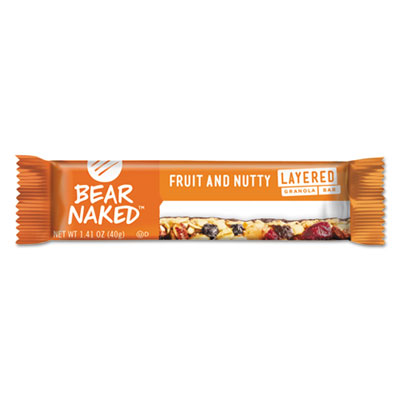 BEAR
NAKED™
NET WT 1.41 OZ (40g)
Ⓤ D
FRUIT AND NUTTY
LAYERED
GRANOLA BAR